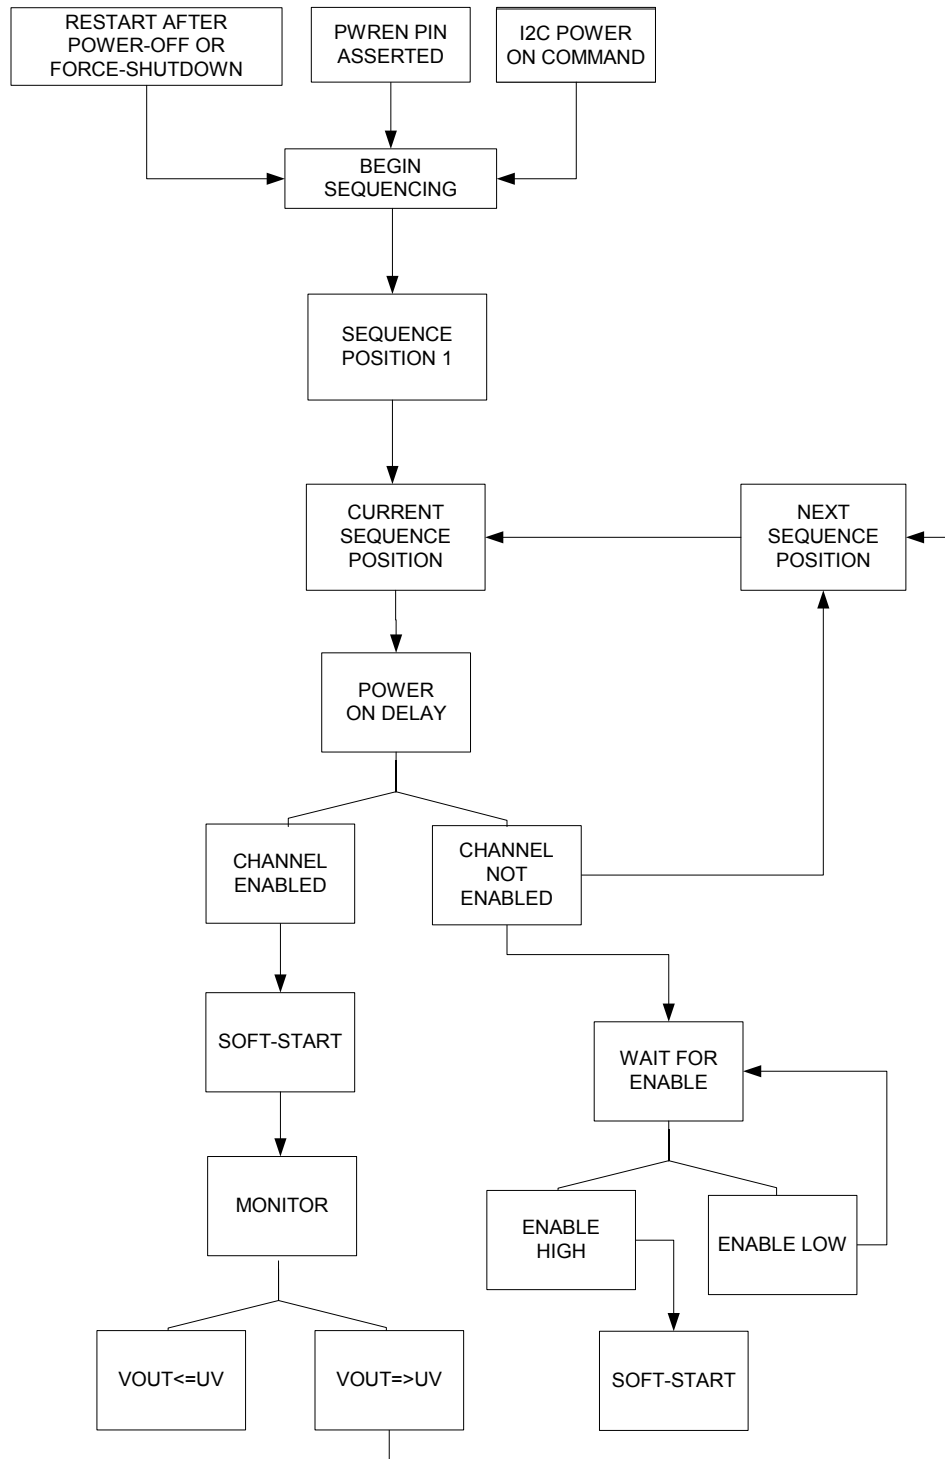 RESTART AFTER
POWER-OFF OR
FORCE-SHUTDOWN
PWREN PIN
ASSERTED
I2C POWER
ON COMMAND
BEGIN
SEQUENCING
SEQUENCE
POSITION 1
CURRENT
SEQUENCE
POSITION
NEXT
SEQUENCE
POSITION
POWER
ON DELAY
CHANNEL
ENABLED
CHANNEL
NOT
ENABLED
SOFT-START
WAIT FOR
ENABLE
MONITOR
ENABLE
HIGH
ENABLE LOW
VOUT<=UV
VOUT=>UV
SOFT-START